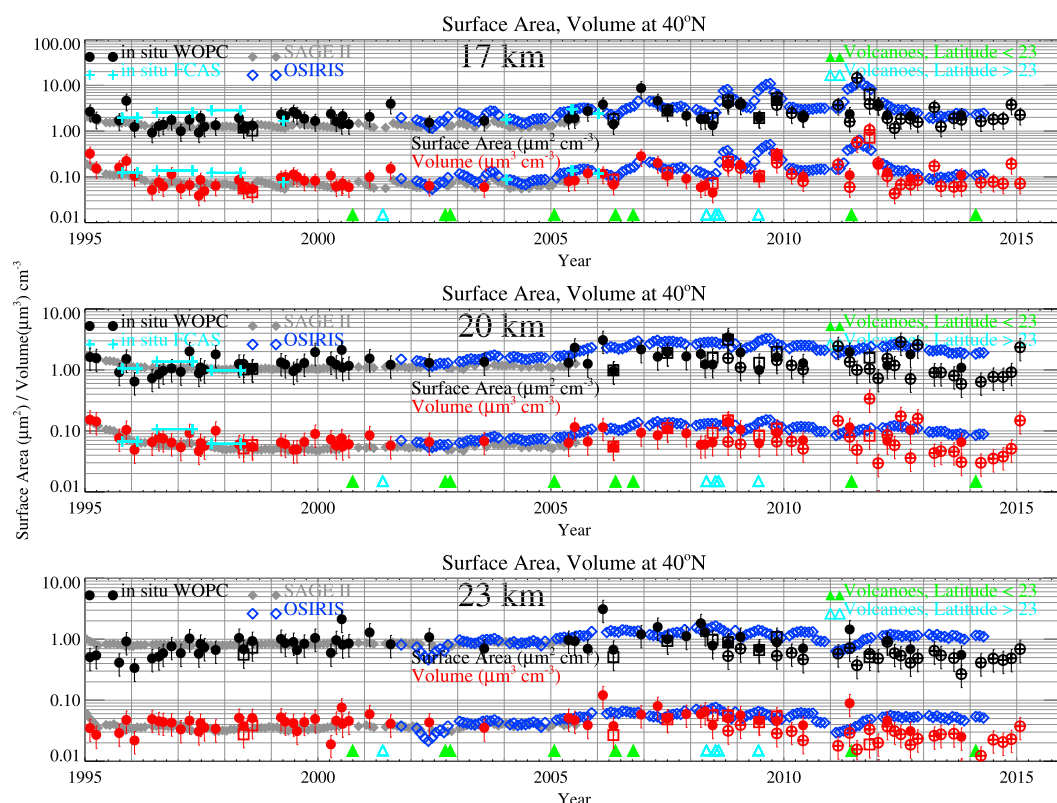 Surface Area, Volume at 40°N
100.00
in situ WOPC
SAGE II
17 km
Volcanoes, Latitude < 23
in situ FCAS
OSIRIS
Volcanoes, Latitude > 23
10.00
1.00
Surface Area (μm² cm⁻³)
Volume (μm³ cm⁻³)
0.10
0.01
1995 2000 2005 2010 2015
Year
Surface Area (μm²) / Volume(μm³) cm⁻³
Surface Area, Volume at 40°N
10.00
in situ WOPC
SAGE II
20 km
Volcanoes, Latitude < 23
in situ FCAS
OSIRIS
Volcanoes, Latitude > 23
1.00
Surface Area (μm² cm⁻³)
Volume (μm³ cm⁻³)
0.10
0.01
1995 2000 2005 2010 2015
Year
Surface Area, Volume at 40°N
10.00
in situ WOPC
SAGE II
23 km
Volcanoes, Latitude < 23
OSIRIS
Volcanoes, Latitude > 23
1.00
Surface Area (μm² cm⁻³)
Volume (μm³ cm⁻³)
0.10
0.01
1995 2000 2005 2010 2015
Year